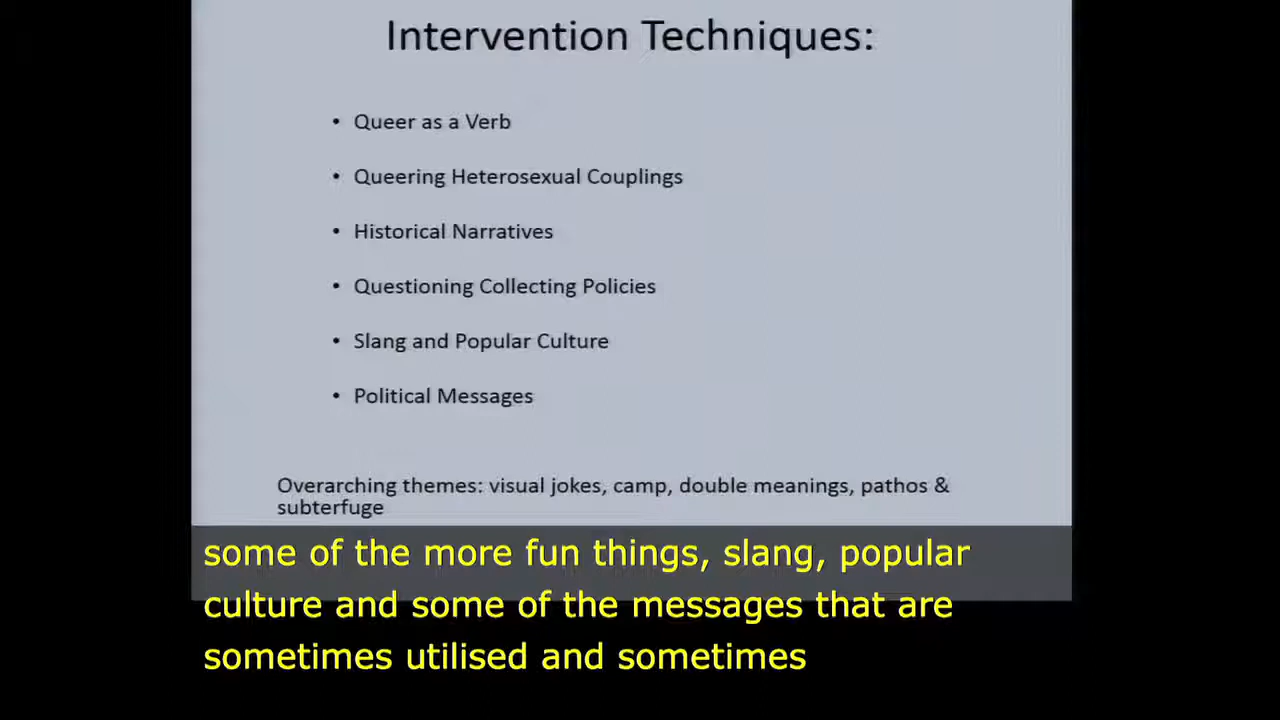 Intervention Techniques:
• Queer as a Verb
• Queering Heterosexual Couplings
• Historical Narratives
• Questioning Collecting Policies
• Slang and Popular Culture
• Political Messages
Overarching themes: visual jokes, camp, double meanings, pathos &
subterfuge
some of the more fun things, slang, popular
culture and some of the messages that are
sometimes utilised and sometimes